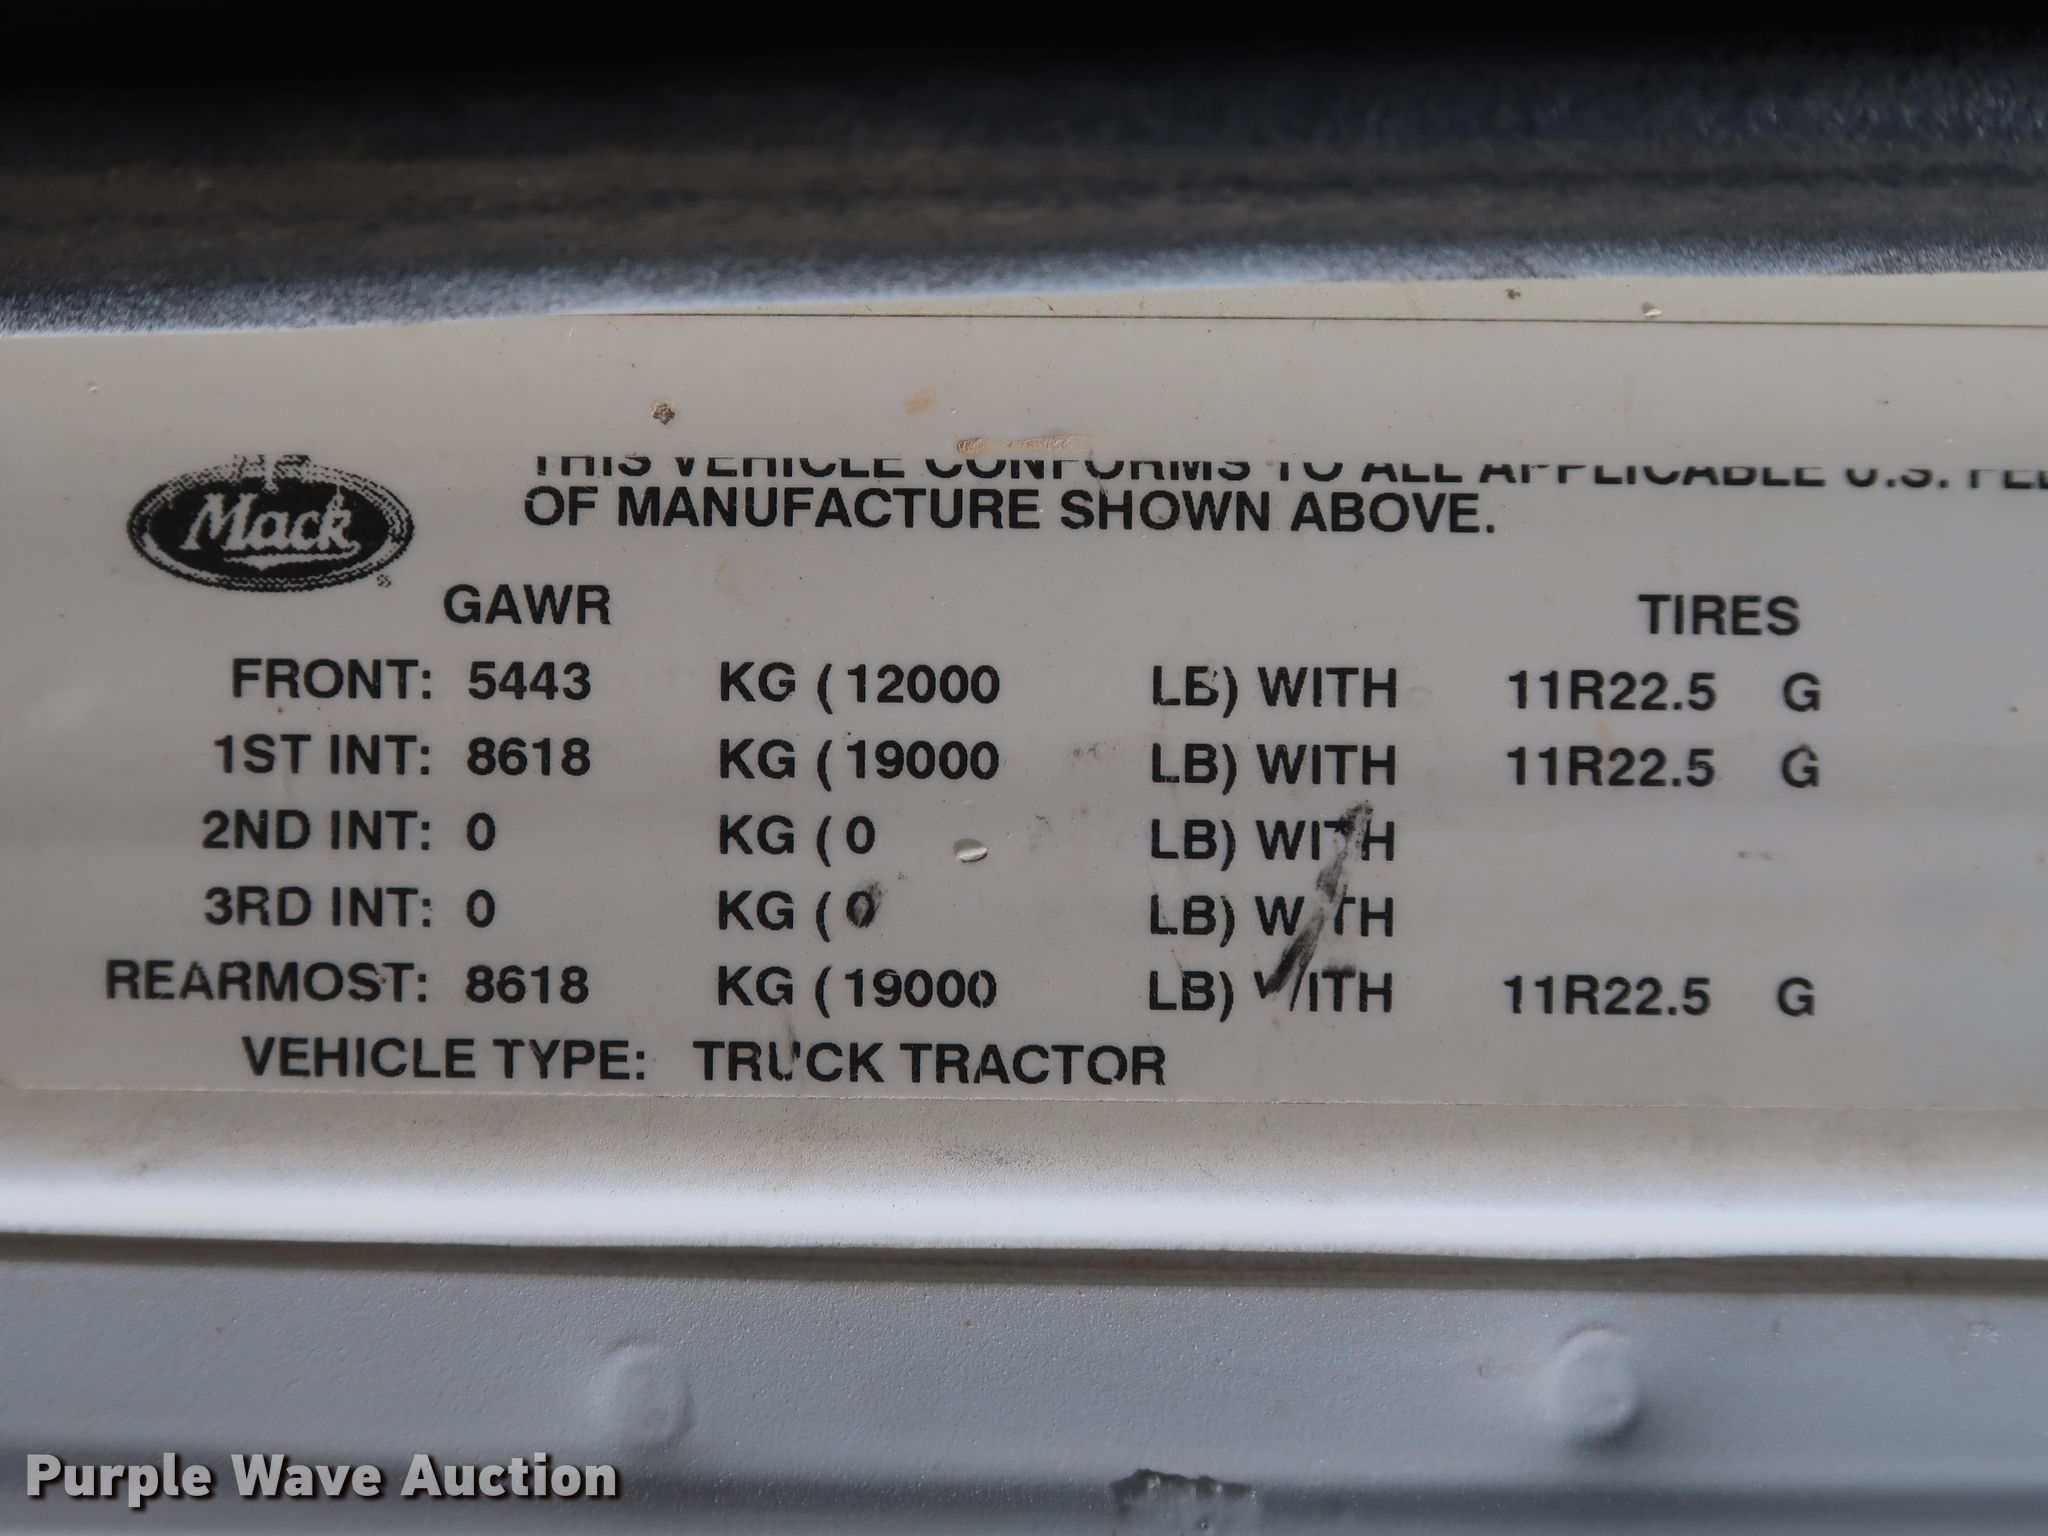 Mack ®
THIS VEHICLE CONFORMS TO ALL APPLICABLE U.S.
OF MANUFACTURE SHOWN ABOVE.
GAWR TIRES
FRONT: 5443 KG ( 12000 LB) WITH 11R22.5 G
1ST INT: 8618 KG ( 19000 LB) WITH 11R22.5 G
2ND INT: 0 KG ( 0 LB) WITH
3RD INT: 0 KG ( 0 LB) WITH
REARMOST: 8618 KG ( 19000 LB) WITH 11R22.5 G
VEHICLE TYPE: TRUCK TRACTOR
Purple Wave Auction